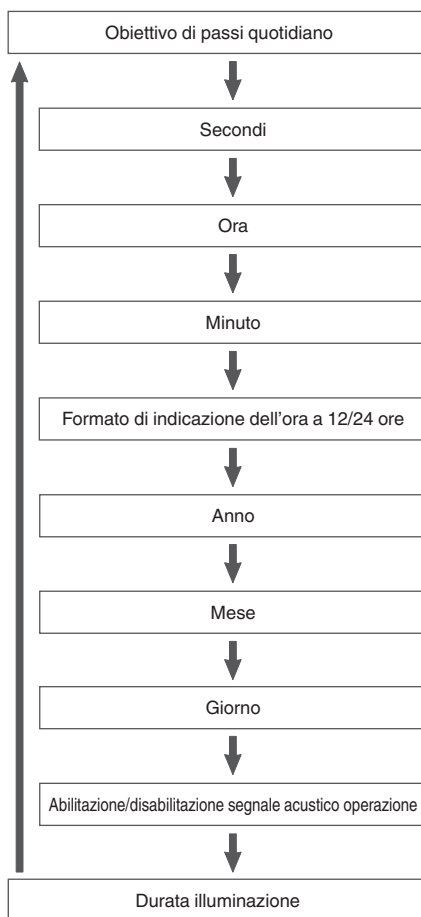 Obiettivo di passi quotidiano
Secondi
Ora
Minuto
Formato di indicazione dell'ora a 12/24 ore
Anno
Mese
Giorno
Abilitazione/disabilitazione segnale acustico operazione
Durata illuminazione